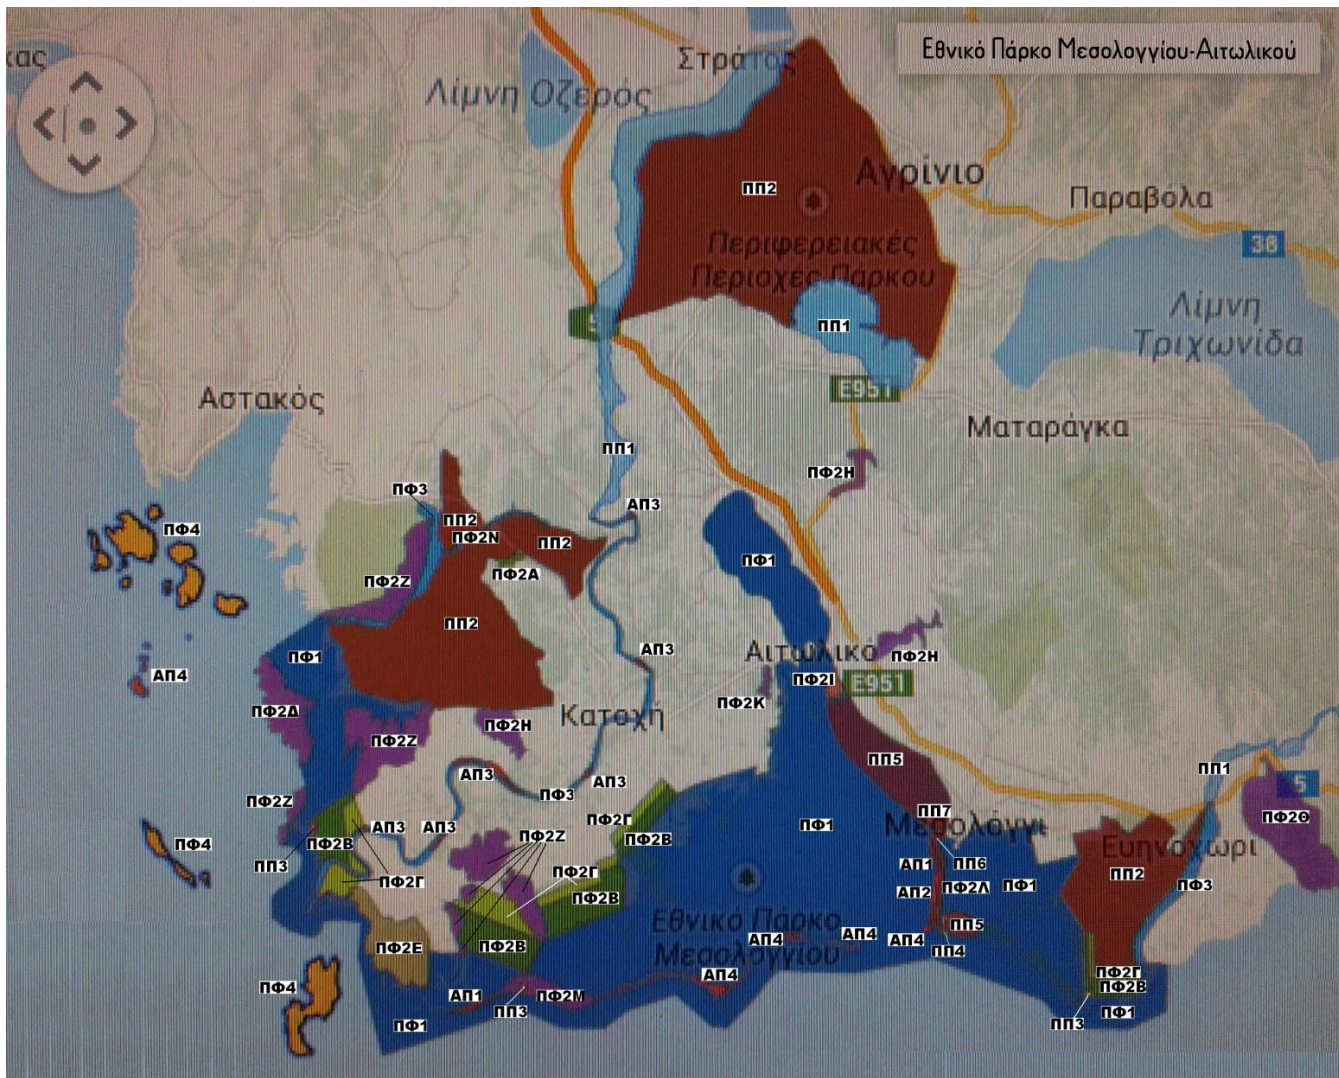 Εθνικό Πάρκο Μεσολογγίου-Αιτωλικού
κας
Στράτος
Λίμνη Οζερός
Αγρίνιο
ΠΠ2
Παραβόλα
Περιφερειακές
Περιοχές Πάρκου
38
Λίμνη
Τριχωνίδα
5
ΠΠ1
Αστακός
Ε951
Ματαράγκα
ΠΠ1
ΠΦ2Η
ΠΦ3
ΑΠ3
ΠΦ4
ΠΠ2
ΠΦ2Ν
ΠΠ2
ΠΦ1
ΠΦ2Ζ
ΠΦ2Α
ΠΠ2
ΠΦ1
ΑΠ3
Αιτωλικό
ΠΦ2Η
ΑΠ4
ΠΦ2Ι
Ε951
ΠΦ2Δ
ΠΦ2Κ
Κατοχή
ΠΦ2Η
ΠΦ2Ζ
ΠΠ5
ΠΠ1
ΑΠ3
ΑΠ3
5
ΠΦ2Ζ
ΠΦ3
ΠΠ7
ΠΦ2Θ
ΠΦ2Γ
ΑΠ3
ΑΠ3
ΠΦ1
Μεσολόγγι
ΠΦ4
ΠΦ2Β
ΠΦ2Ζ
ΠΦ2Β
Ευηνοχώρι
ΠΠ3
ΑΠ1
ΠΠ6
ΠΦ2Γ
ΠΦ2Γ
ΠΠ2
ΑΠ2
ΠΦ2Λ
ΠΦ1
ΠΦ3
ΠΦ2Β
Εθνικό Πάρκο
Μεσολογγίου
ΠΠ5
ΠΦ2Ε
ΠΦ2Β
ΑΠ4
ΑΠ4
ΑΠ4
ΠΠ4
ΑΠ4
ΠΦ2Γ
ΠΦ4
ΠΦ2Β
ΑΠ1
ΠΦ2Μ
ΠΠ3
ΠΦ1
ΠΦ1
ΠΠ3